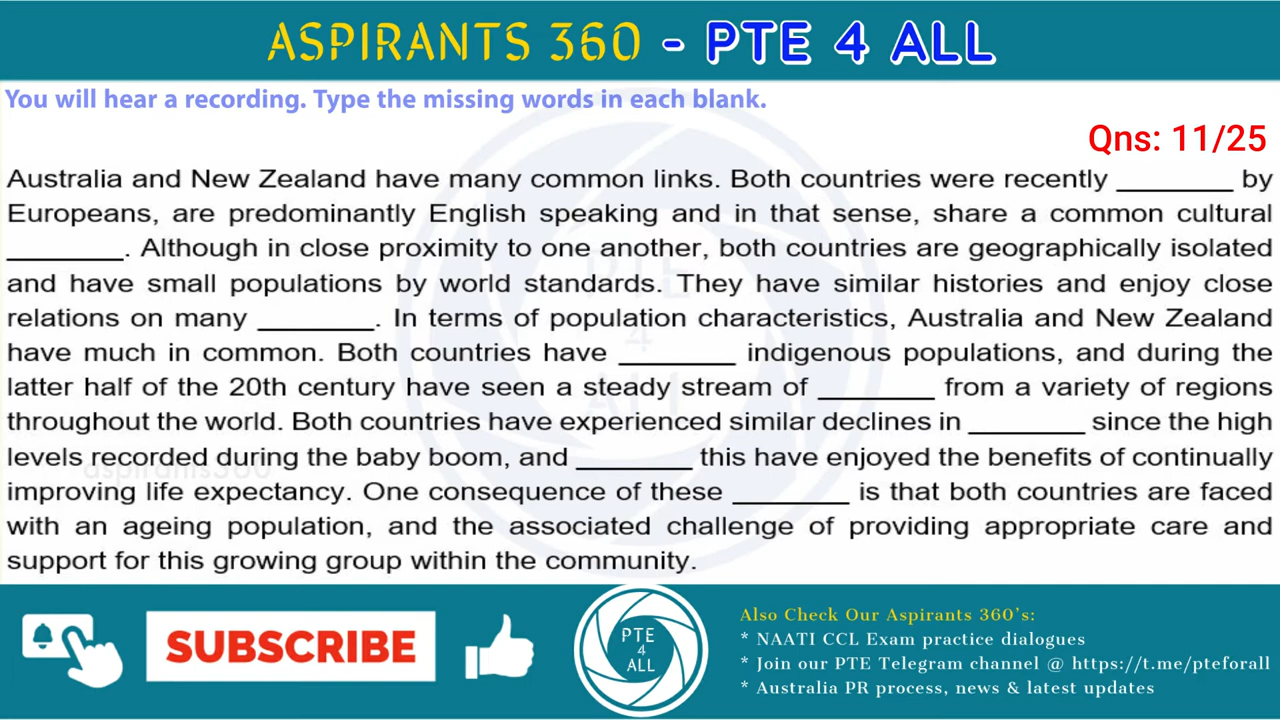 ASPIRANTS 360 - PTE 4 ALL
You will hear a recording. Type the missing words in each blank.
Qns: 11/25
Australia and New Zealand have many common links. Both countries were recently ________ by
Europeans, are predominantly English speaking and in that sense, share a common cultural
________. Although in close proximity to one another, both countries are geographically isolated
and have small populations by world standards. They have similar histories and enjoy close
relations on many ________. In terms of population characteristics, Australia and New Zealand
have much in common. Both countries have ________ indigenous populations, and during the
latter half of the 20th century have seen a steady stream of ________ from a variety of regions
throughout the world. Both countries have experienced similar declines in ________ since the high
levels recorded during the baby boom, and ________ this have enjoyed the benefits of continually
improving life expectancy. One consequence of these ________ is that both countries are faced
with an ageing population, and the associated challenge of providing appropriate care and
support for this growing group within the community.
aspirants360
PTE
4
ALL
SUBSCRIBE
PTE
4
ALL
Also Check Our Aspirants 360's:
* NAATI CCL Exam practice dialogues
* Join our PTE Telegram channel @ https://t.me/pteforall
* Australia PR process, news & latest updates